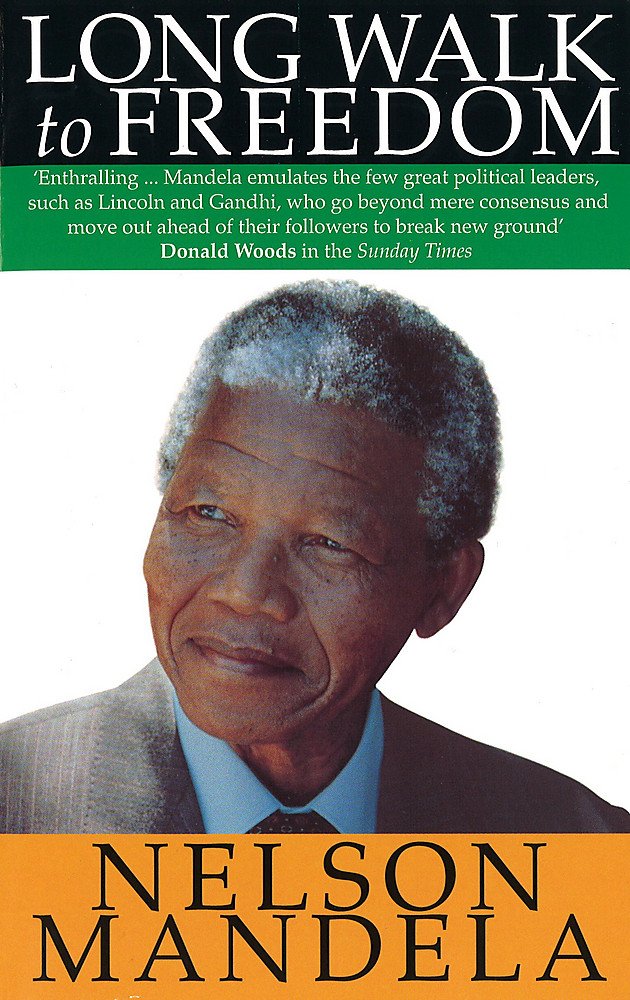 LONG WALK
to FREEDOM
‘Enthralling ... Mandela emulates the few great political leaders,
such as Lincoln and Gandhi, who go beyond mere consensus and
move out ahead of their followers to break new ground’
Donald Woods in the Sunday Times
NELSON
MANDELA